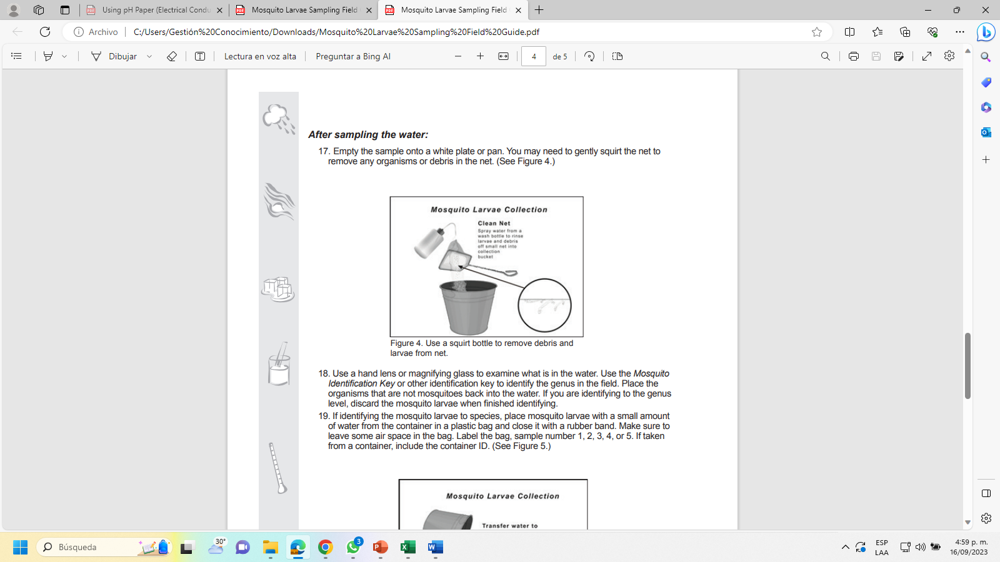 Using pH Paper (Electrical Condu
Mosquito Larvae Sampling Field
Mosquito Larvae Sampling Field
Archivo
C:/Users/Gestión%20Conocimiento/Downloads/Mosquito%20Larvae%20Sampling%20Field%20Guide.pdf
Dibujar
Lectura en voz alta
Preguntar a Bing AI
4
de 5
After sampling the water:
17. Empty the sample onto a white plate or pan. You may need to gently squirt the net to
remove any organisms or debris in the net. (See Figure 4.)
Mosquito Larvae Collection
Clean Net
Spray water from a
wash bottle to rinse
larvae and debris
off small net into
collection
bucket
Figure 4. Use a squirt bottle to remove debris and
larvae from net.
18. Use a hand lens or magnifying glass to examine what is in the water. Use the Mosquito
Identification Key or other identification key to identify the genus in the field. Place the
organisms that are not mosquitoes back into the water. If you are identifying to the genus
level, discard the mosquito larvae when finished identifying.
19. If identifying the mosquito larvae to species, place mosquito larvae with a small amount
of water from the container in a plastic bag and close it with a rubber band. Make sure to
leave some air space in the bag. Label the bag, sample number 1, 2, 3, 4, or 5. If taken
from a container, include the container ID. (See Figure 5.)
Mosquito Larvae Collection
Transfer water to
Búsqueda
30°
3
ESP
LAA
4:59 p. m.
16/09/2023